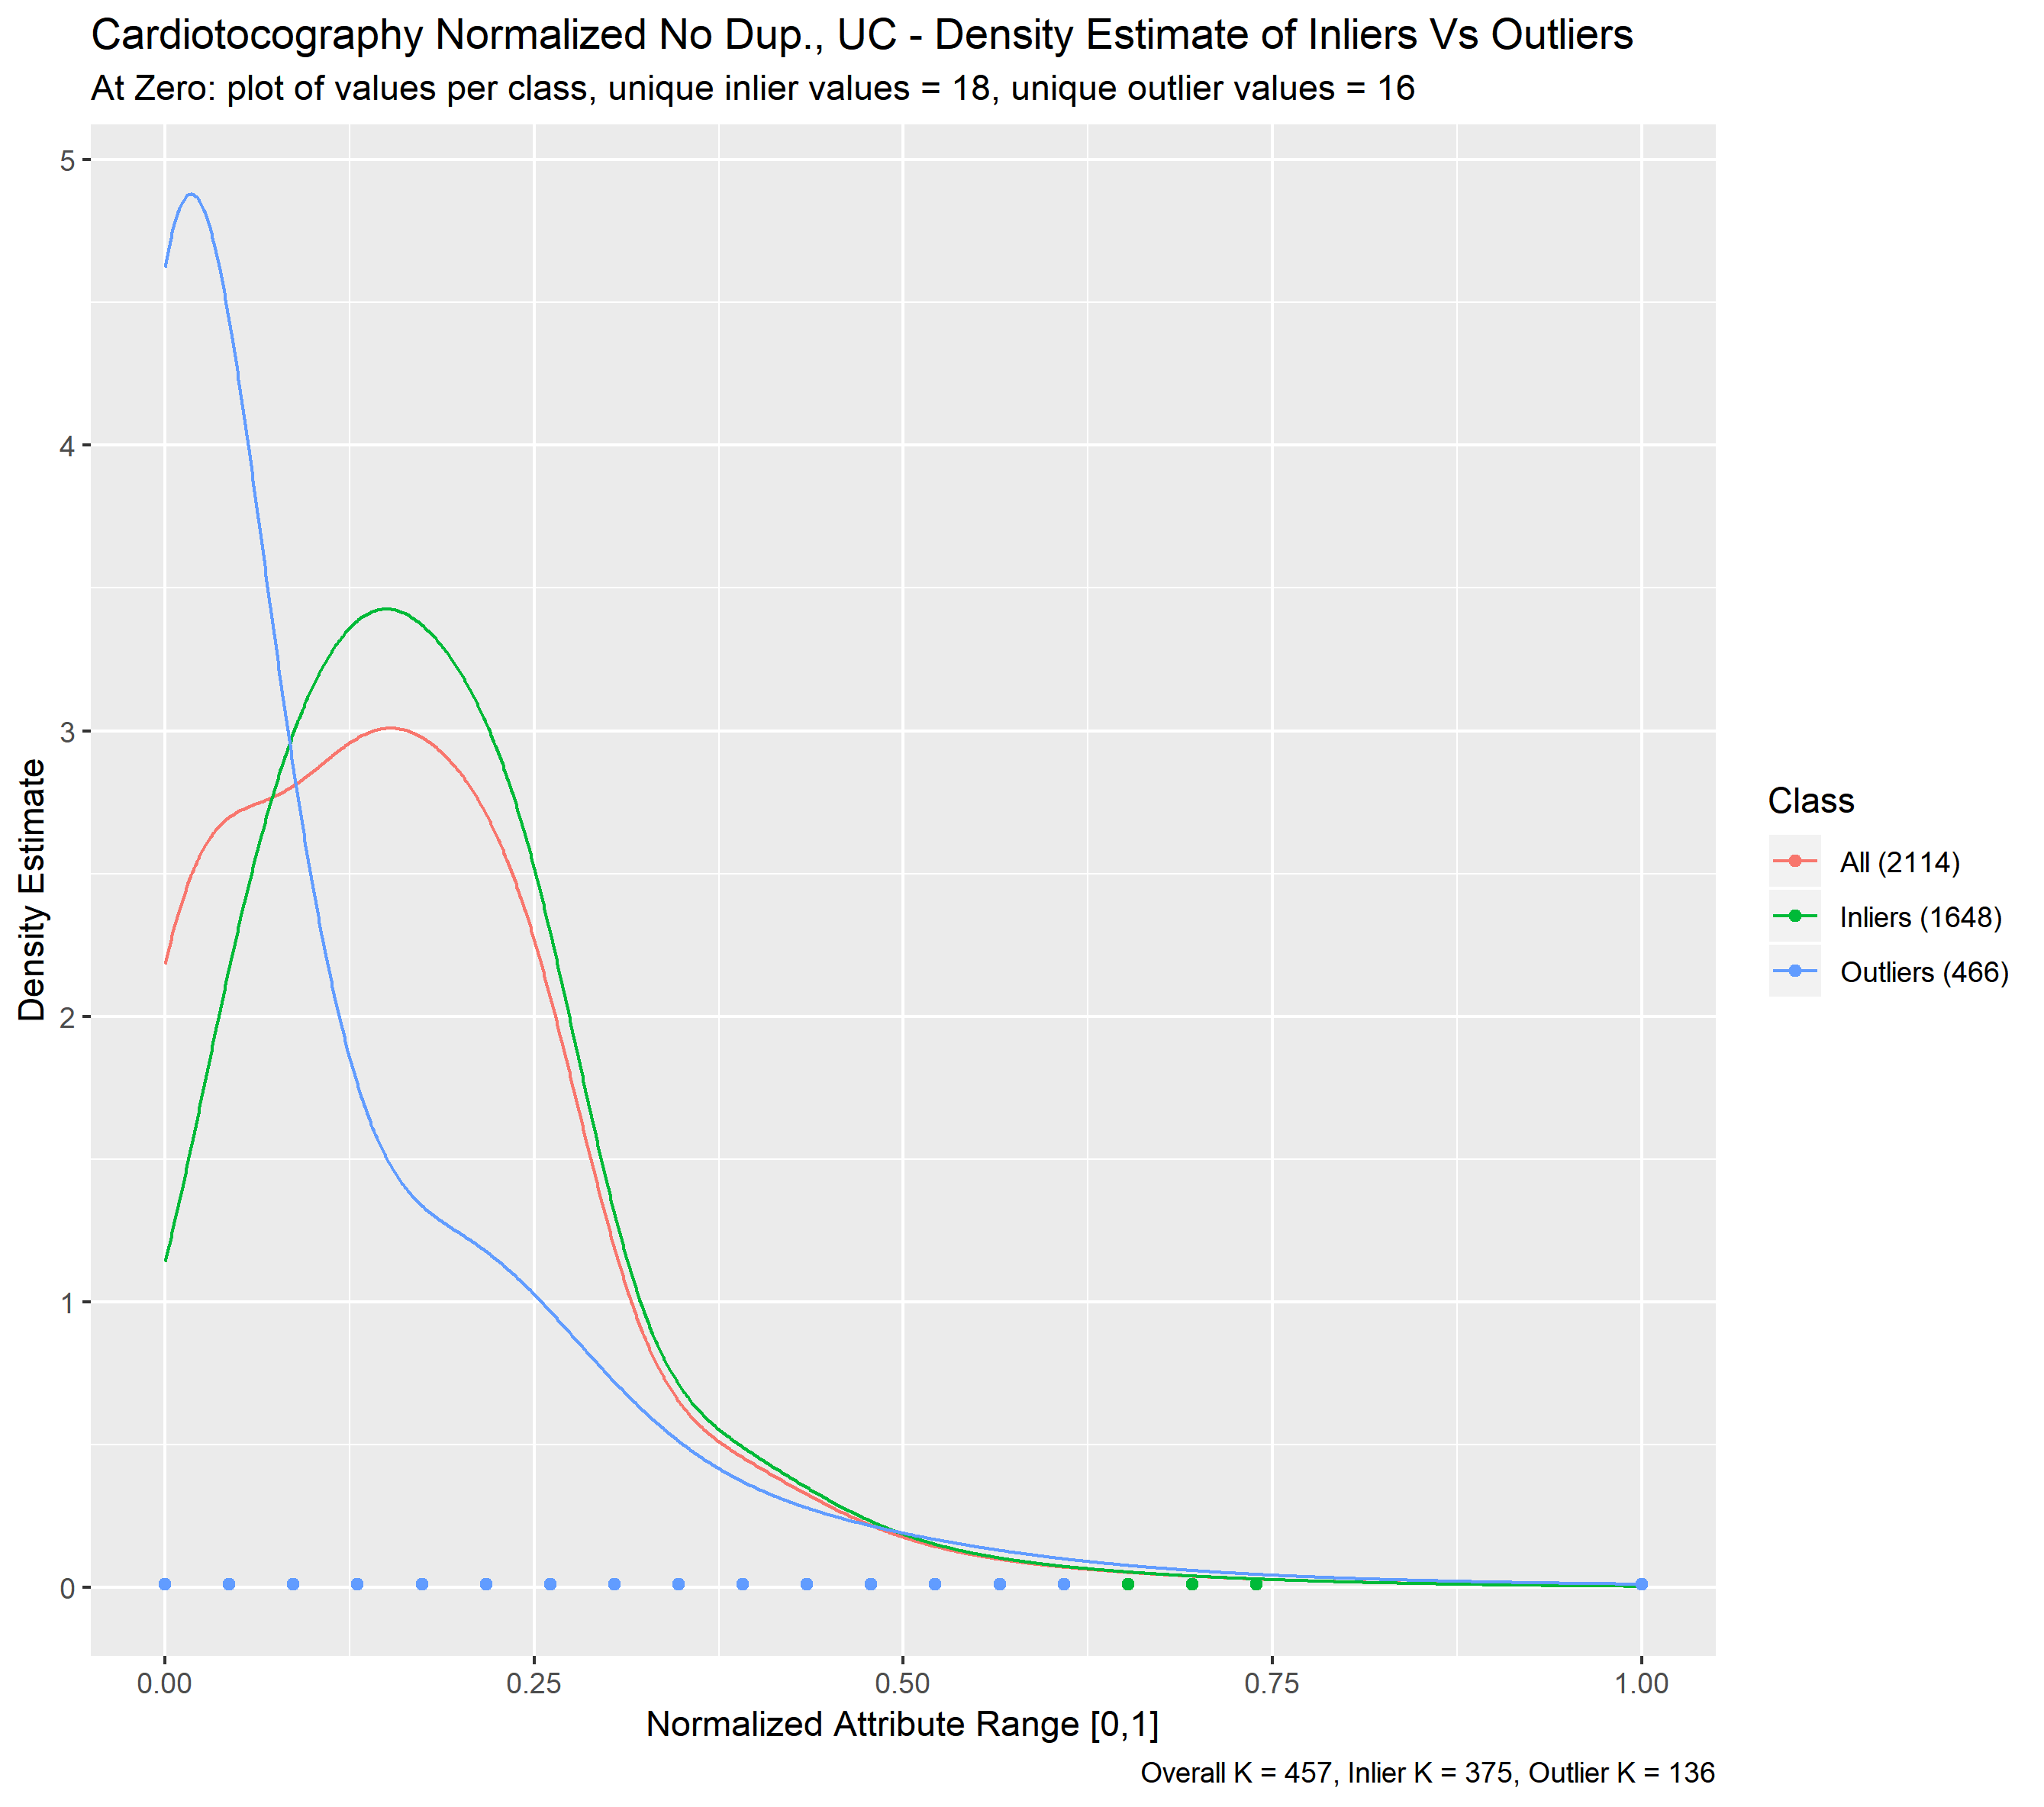 Cardiotocography Normalized No Dup., UC - Density Estimate of Inliers Vs Outliers
At Zero: plot of values per class, unique inlier values = 18, unique outlier values = 16
5
4
3
2
1
0
Density Estimate
0.00 0.25 0.50 0.75 1.00
Normalized Attribute Range [0,1]
Overall K = 457, Inlier K = 375, Outlier K = 136
Class
All (2114)
Inliers (1648)
Outliers (466)